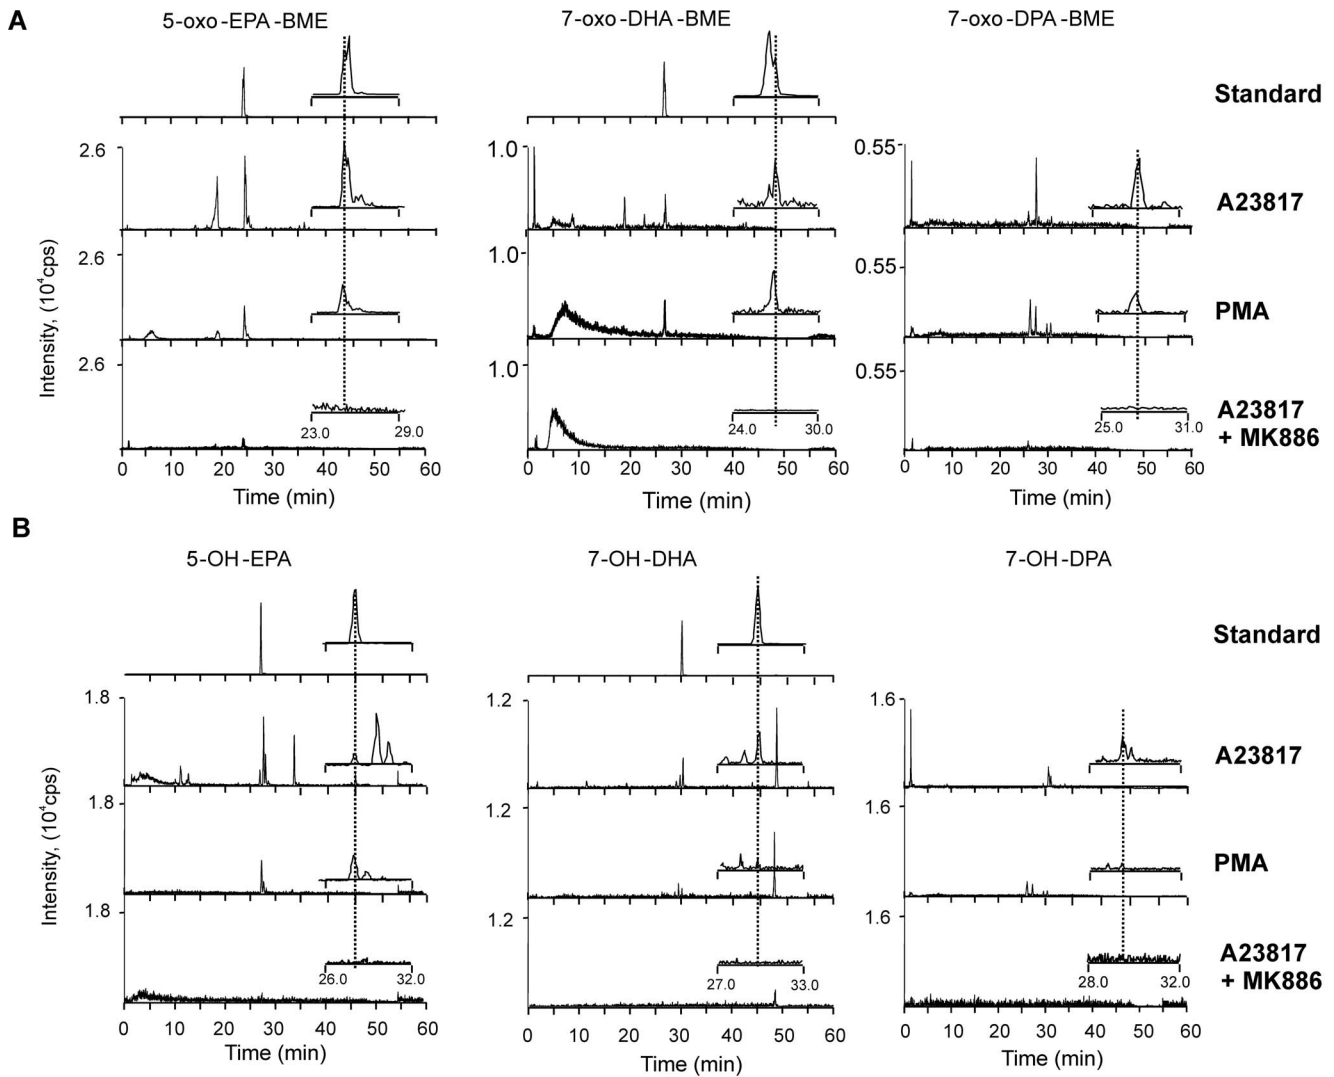 A
5-oxo-EPA-BME
7-oxo-DHA-BME
7-oxo-DPA-BME
Standard
2.6
1.0
0.55
A23817
2.6
1.0
0.55
PMA
Intensity, (10⁴cps)
2.6
1.0
0.55
A23817
+ MK886
23.0 29.0
24.0 30.0
25.0 31.0
0 10 20 30 40 50 60
0 10 20 30 40 50 60
0 10 20 30 40 50 60
Time (min)
Time (min)
Time (min)
B
5-OH-EPA
7-OH-DHA
7-OH-DPA
Standard
1.8
1.2
1.6
A23817
1.8
1.2
1.6
PMA
Intensity, (10⁴cps)
1.8
1.2
1.6
A23817
+ MK886
26.0 32.0
27.0 33.0
28.0 32.0
0 10 20 30 40 50 60
0 10 20 30 40 50 60
0 10 20 30 40 50 60
Time (min)
Time (min)
Time (min)